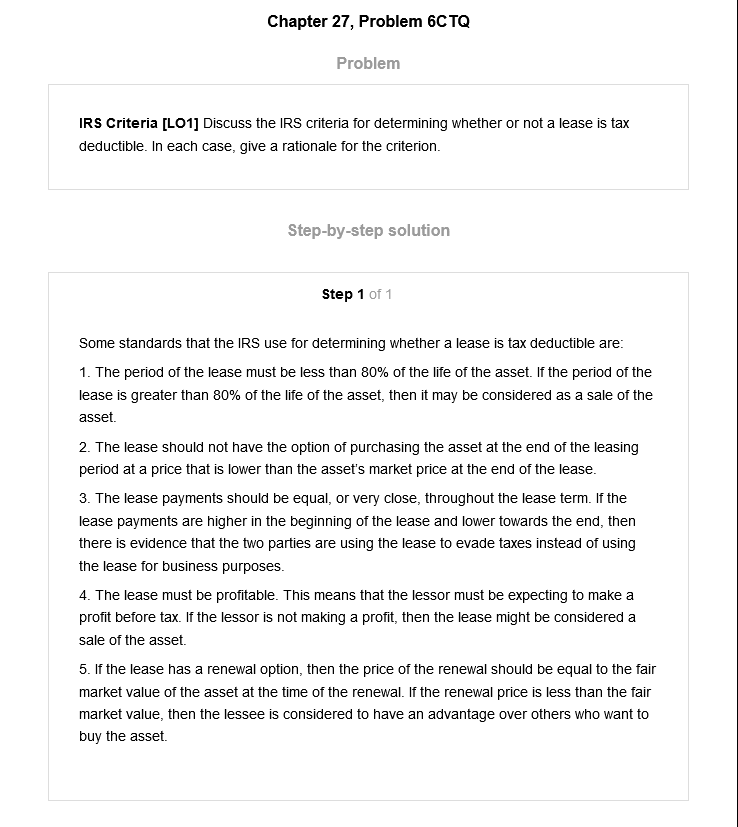 Chapter 27, Problem 6CTQ
Problem
IRS Criteria [LO1] Discuss the IRS criteria for determining whether or not a lease is tax
deductible. In each case, give a rationale for the criterion.
Step-by-step solution
Step 1 of 1
Some standards that the IRS use for determining whether a lease is tax deductible are:
1. The period of the lease must be less than 80% of the life of the asset. If the period of the
lease is greater than 80% of the life of the asset, then it may be considered as a sale of the
asset.
2. The lease should not have the option of purchasing the asset at the end of the leasing
period at a price that is lower than the asset's market price at the end of the lease.
3. The lease payments should be equal, or very close, throughout the lease term. If the
lease payments are higher in the beginning of the lease and lower towards the end, then
there is evidence that the two parties are using the lease to evade taxes instead of using
the lease for business purposes.
4. The lease must be profitable. This means that the lessor must be expecting to make a
profit before tax. If the lessor is not making a profit, then the lease might be considered a
sale of the asset.
5. If the lease has a renewal option, then the price of the renewal should be equal to the fair
market value of the asset at the time of the renewal. If the renewal price is less than the fair
market value, then the lessee is considered to have an advantage over others who want to
buy the asset.